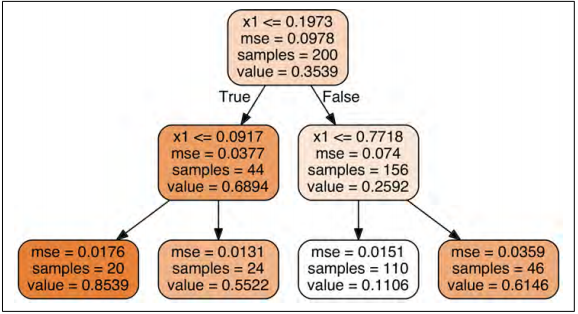 x1 <= 0.1973
mse = 0.0978
samples = 200
value = 0.3539
True
False
x1 <= 0.0917
mse = 0.0377
samples = 44
value = 0.6894
x1 <= 0.7718
mse = 0.074
samples = 156
value = 0.2592
mse = 0.0176
samples = 20
value = 0.8539
mse = 0.0131
samples = 24
value = 0.5522
mse = 0.0151
samples = 110
value = 0.1106
mse = 0.0359
samples = 46
value = 0.6146